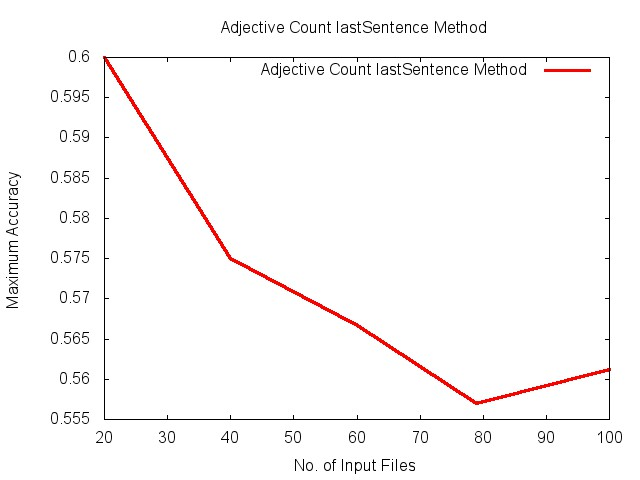 Adjective Count lastSentence Method
Adjective Count lastSentence Method
0.6
0.595
0.59
0.585
0.58
0.575
0.57
0.565
0.56
0.555
Maximum Accuracy
20 30 40 50 60 70 80 90 100
No. of Input Files